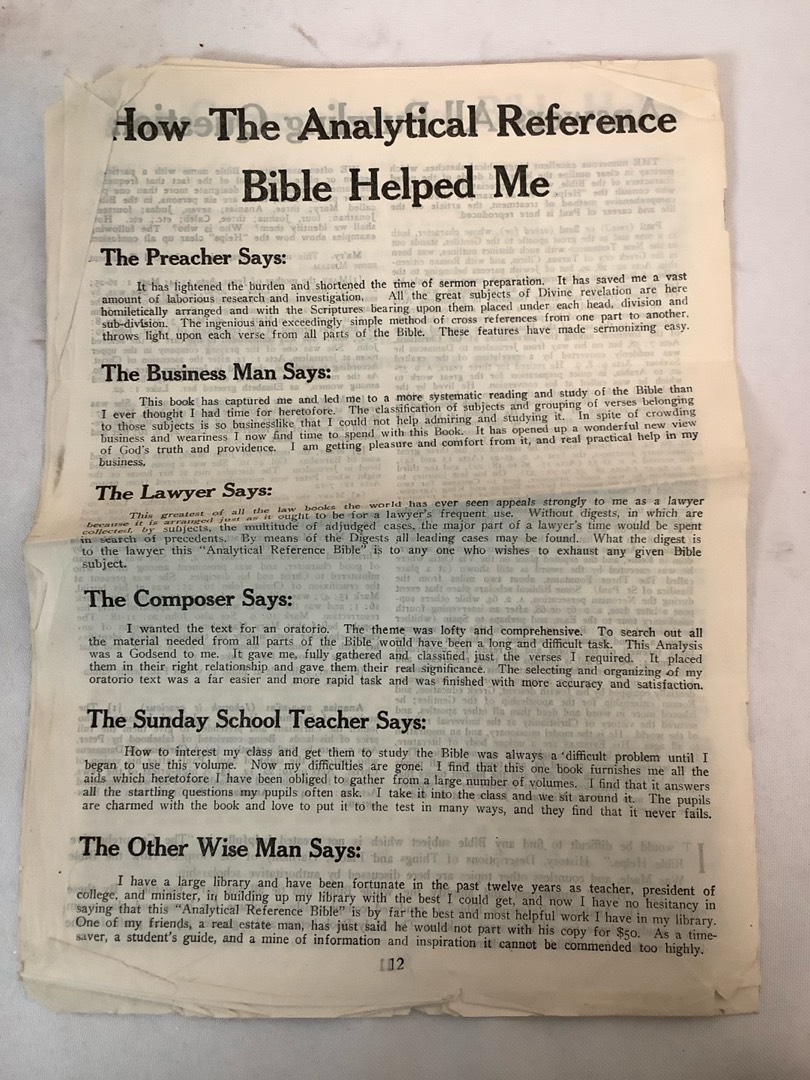 How The Analytical Reference
Bible Helped Me
The Preacher Says:
It has lightened the burden and shortened the time of sermon preparation. It has saved me a vast
amount of laborious research and investigation. All the great subjects of Divine revelation are here
homiletically arranged and with the Scriptures bearing upon them placed under each head, division and
sub-division. The ingenious and exceedingly simple method of cross references from one part to another,
throws light upon each verse from all parts of the Bible. These features have made sermonizing easy.
The Business Man Says:
This book has captured me and led me to a more systematic reading and study of the Bible than
I ever thought I had time for heretofore. The classification of subjects and grouping of verses belonging
to those subjects is so businesslike that I could not help admiring and studying it. In spite of crowding
business and weariness I now find time to spend with this Book. It has opened up a wonderful new view
of God's truth and providence. I am getting pleasure and comfort from it, and real practical help in my
business.
The Lawyer Says:
This greatest of all the law books the world has ever seen appeals strongly to me as a lawyer
because it is arranged just as it ought to be for a lawyer's frequent use. Without digests, in which are
collected, by subjects, the multitude of adjudged cases, the major part of a lawyer's time would be spent
in search of precedents. By means of the Digests all leading cases may be found. What the digest is
to the lawyer this "Analytical Reference Bible" is to any one who wishes to exhaust any given Bible
subject.
The Composer Says:
I wanted the text for an oratorio. The theme was lofty and comprehensive. To search out all
the material needed from all parts of the Bible would have been a long and difficult task. This Analysis
was a Godsend to me. It gave me, fully gathered and classified, just the verses I required. It placed
them in their right relationship and gave them their real significance. The selecting and organizing of my
oratorio text was a far easier and more rapid task and was finished with more accuracy and satisfaction.
The Sunday School Teacher Says:
How to interest my class and get them to study the Bible was always a difficult problem until I
began to use this volume. Now my difficulties are gone. I find that this one book furnishes me all the
aids which heretofore I have been obliged to gather from a large number of volumes. I find that it answers
all the startling questions my pupils often ask. I take it into the class and we sit around it. The pupils
are charmed with the book and love to put it to the test in many ways, and they find that it never fails.
The Other Wise Man Says:
I have a large library and have been fortunate in the past twelve years as teacher, president of
college, and minister, in building up my library with the best I could get, and now I have no hesitancy in
saying that this "Analytical Reference Bible" is by far the best and most helpful work I have in my library.
One of my friends, a real estate man, has just said he would not part with his copy for $50. As a time-
saver, a student's guide, and a mine of information and inspiration it cannot be commended too highly.
12